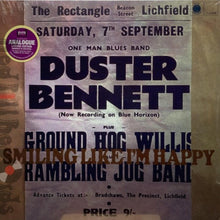 The Rectangle Beacon Street Lichfield
SATURDAY, 7th SEPTEMBER
ANALOGUE
ONE MAN BLUES BAND
DUSTER
BENNETT
(Now Recording on Blue Horizon)
PLUS
GROUND HOG WILLIS
SMILING LIKE I'M HAPPY
RAMBLING JUG BAND
Advance Tickets at: Bradshaws, The Precinct, Lichfield
PRICE